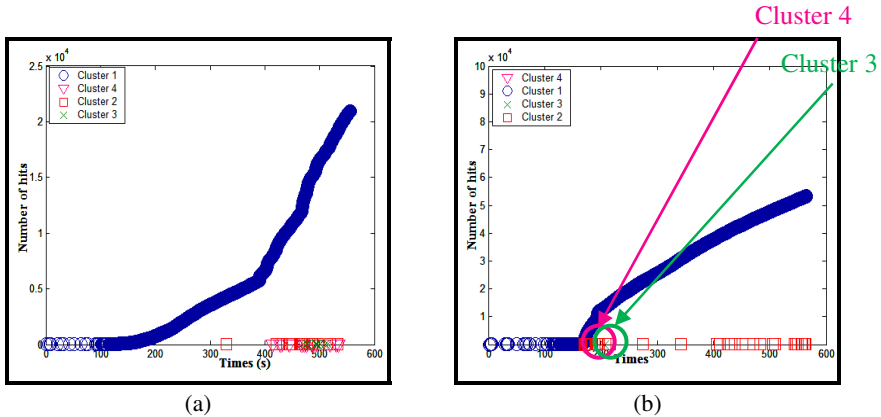 Cluster 4
Cluster 3
x 10^4
2.5
2
1.5
1
0.5
0
Number of hits
Cluster 1
Cluster 4
Cluster 2
Cluster 3
0 100 200 300 400 500 600
Times (s)
(a)
x 10^4
10
9
8
7
6
5
4
3
2
1
0
Number of hits
Cluster 4
Cluster 1
Cluster 3
Cluster 2
0 100 200 300 400 500 600
Times
(b)